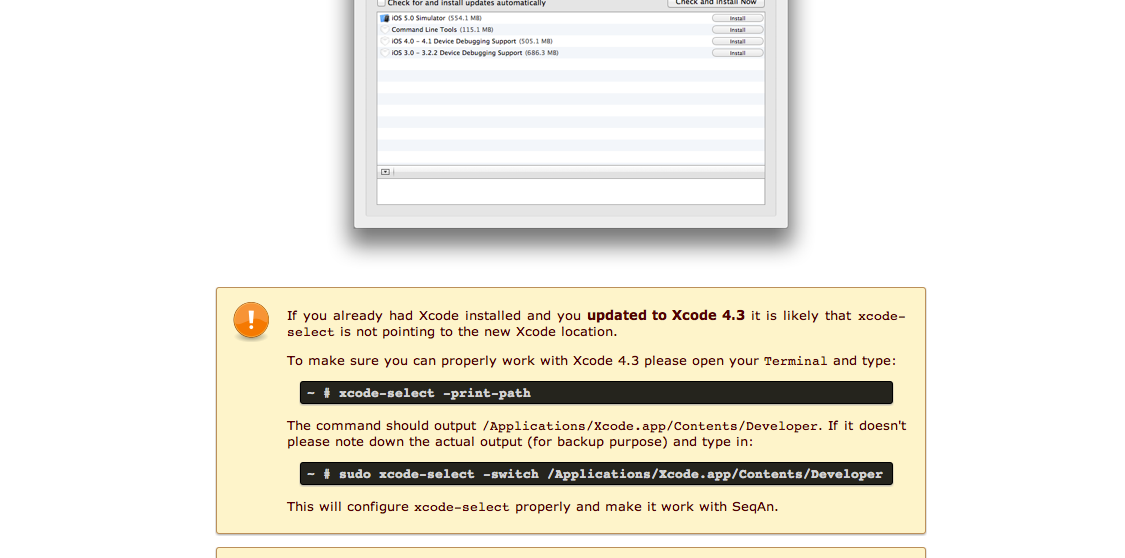 Check for and install updates automatically
Check and Install Now
iOS 5.0 Simulator (554.1 MB)
Install
Command Line Tools (115.1 MB)
Install
iOS 4.0 - 4.1 Device Debugging Support (505.1 MB)
Install
iOS 3.0 - 3.2.2 Device Debugging Support (686.3 MB)
Install
If you already had Xcode installed and you updated to Xcode 4.3 it is likely that xcode-
select is not pointing to the new Xcode location.
To make sure you can properly work with Xcode 4.3 please open your Terminal and type:
~ # xcode-select -print-path
The command should output /Applications/Xcode.app/Contents/Developer. If it doesn't
please note down the actual output (for backup purpose) and type in:
~ # sudo xcode-select -switch /Applications/Xcode.app/Contents/Developer
This will configure xcode-select properly and make it work with SeqAn.